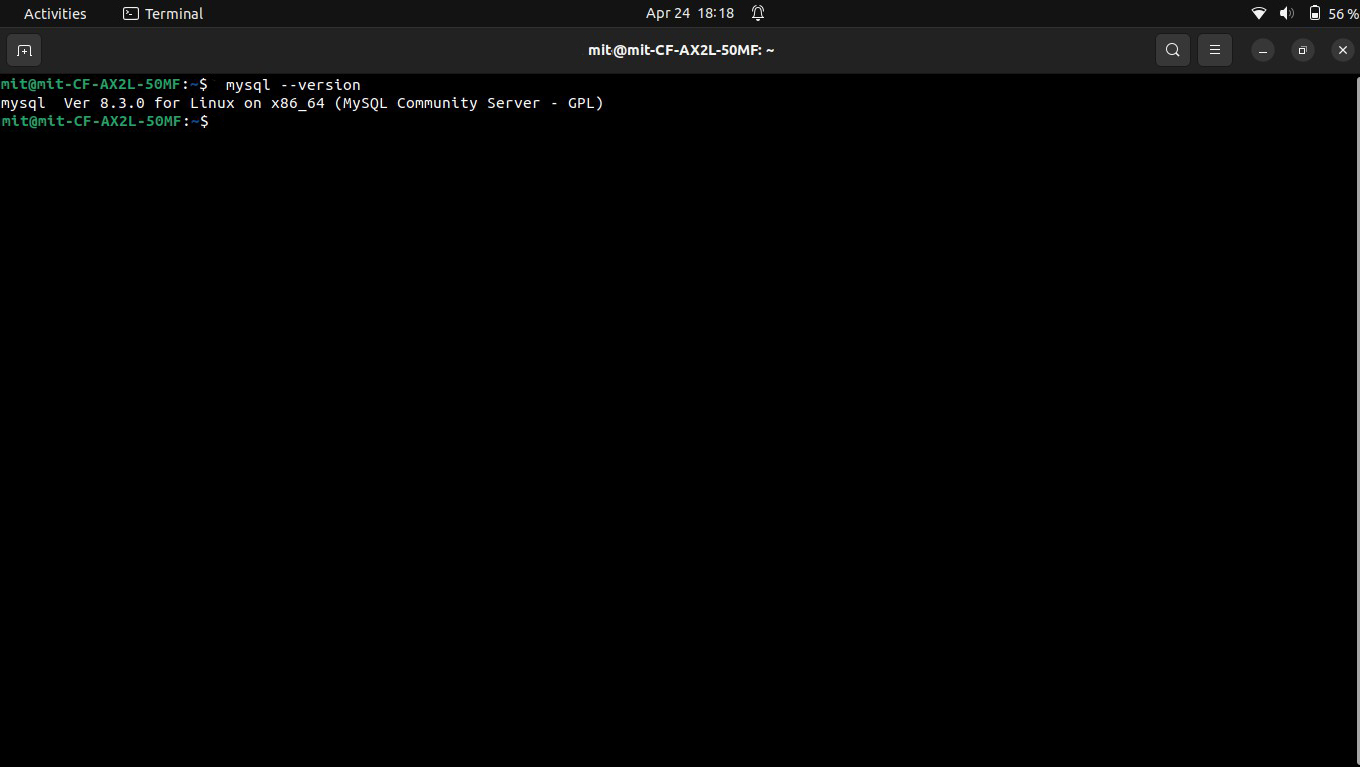 Activities Terminal Apr 24 18:18 56 %
mit@mit-CF-AX2L-50MF: ~
mit@mit-CF-AX2L-50MF:~$  mysql --version
mysql  Ver 8.3.0 for Linux on x86_64 (MySQL Community Server - GPL)
mit@mit-CF-AX2L-50MF:~$